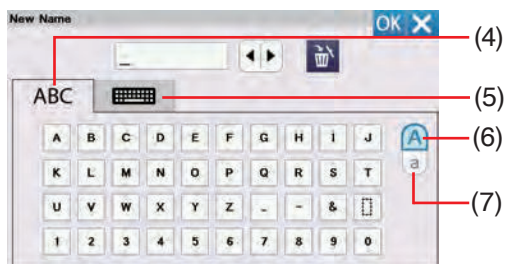 New Name OK X
_
(4)
ABC
(5)
A B C D E F G H I J A
(6)
K L M N O P Q R S T a
U V W X Y Z _ - &
(7)
1 2 3 4 5 6 7 8 9 0